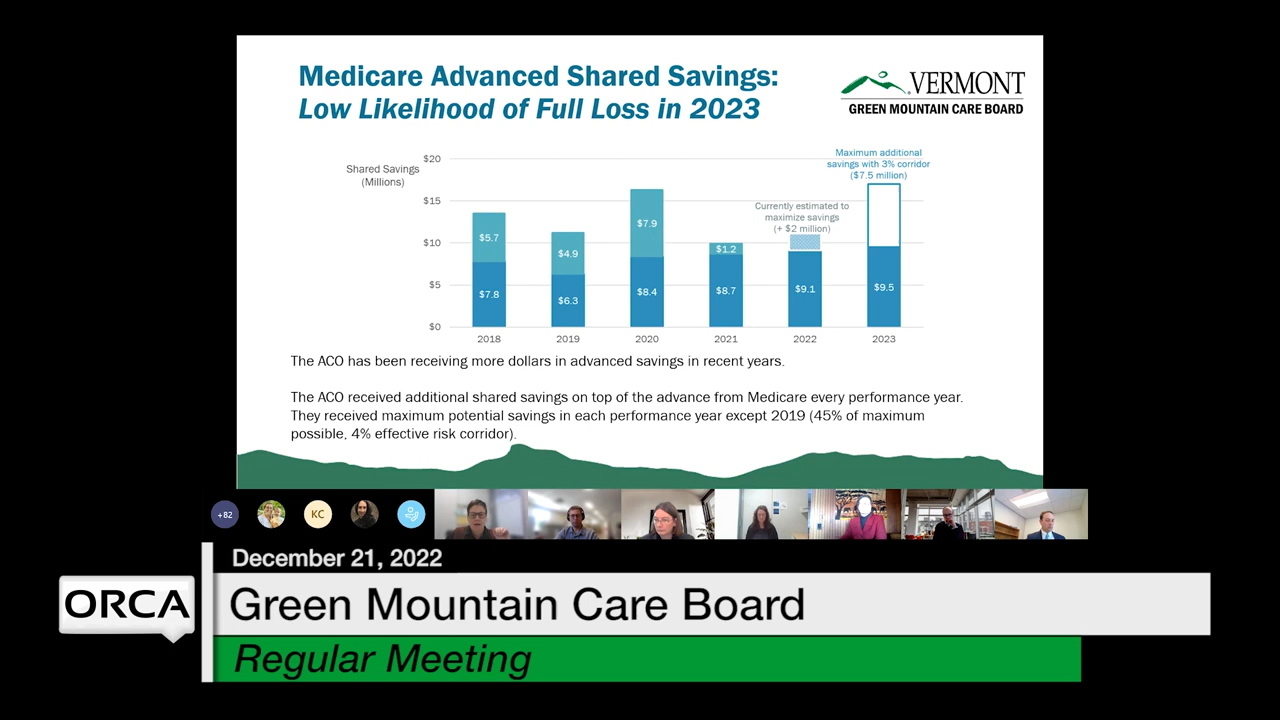 Medicare Advanced Shared Savings:
Low Likelihood of Full Loss in 2023
VERMONT
GREEN MOUNTAIN CARE BOARD
Shared Savings
(Millions)
$20
$15
$10
$5
$0
Maximum additional
savings with 3% corridor
($7.5 million)
Currently estimated to
maximize savings
(+ $2 million)
$5.7
$4.9
$7.9
$1.2
$7.8
$6.3
$8.4
$8.7
$9.1
$9.5
2018
2019
2020
2021
2022
2023
The ACO has been receiving more dollars in advanced savings in recent years.
The ACO received additional shared savings on top of the advance from Medicare every performance year.
They received maximum potential savings in each performance year except 2019 (45% of maximum
possible, 4% effective risk corridor).
+82
KC
December 21, 2022
ORCA
Green Mountain Care Board
Regular Meeting